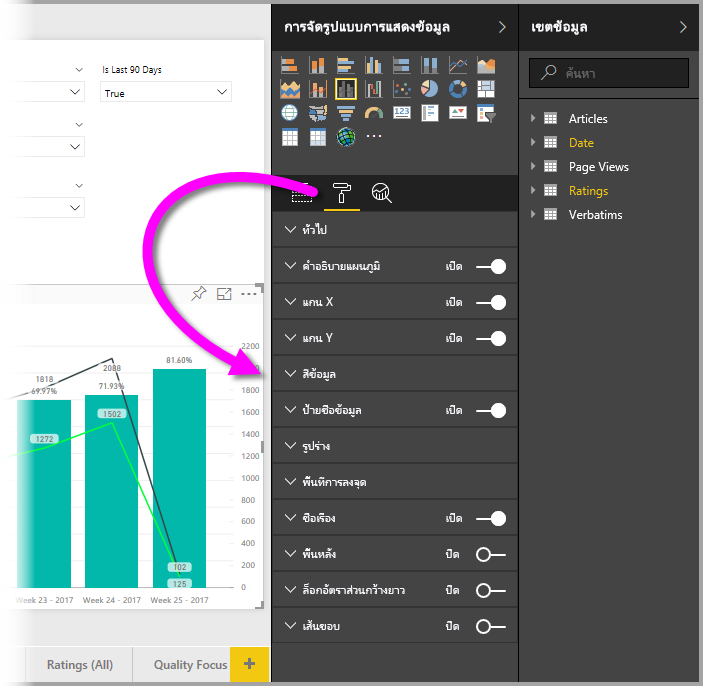 Is Last 90 Days
True
2200
1800
1600
1400
1200
1000
800
600
400
200
0
1818
69.97%
1272
2088
71.93%
1502
81.60%
102
125
Week 23 - 2017
Week 24 - 2017
Week 25 - 2017
Ratings (All)
Quality Focus
+
การจัดรูปแบบการแสดงข้อมูล
123
ทั่วไป
คำอธิบายแผนภูมิ เปิด
แกน X เปิด
แกน Y เปิด
สีข้อมูล
ป้ายชื่อข้อมูล เปิด
รูปร่าง
พื้นที่การลงจุด
ชื่อเรื่อง เปิด
พื้นหลัง ปิด
ล็อกอัตราส่วนกว้างยาว ปิด
เส้นขอบ ปิด
เขตข้อมูล
ค้นหา
Articles
Date
Page Views
Ratings
Verbatims